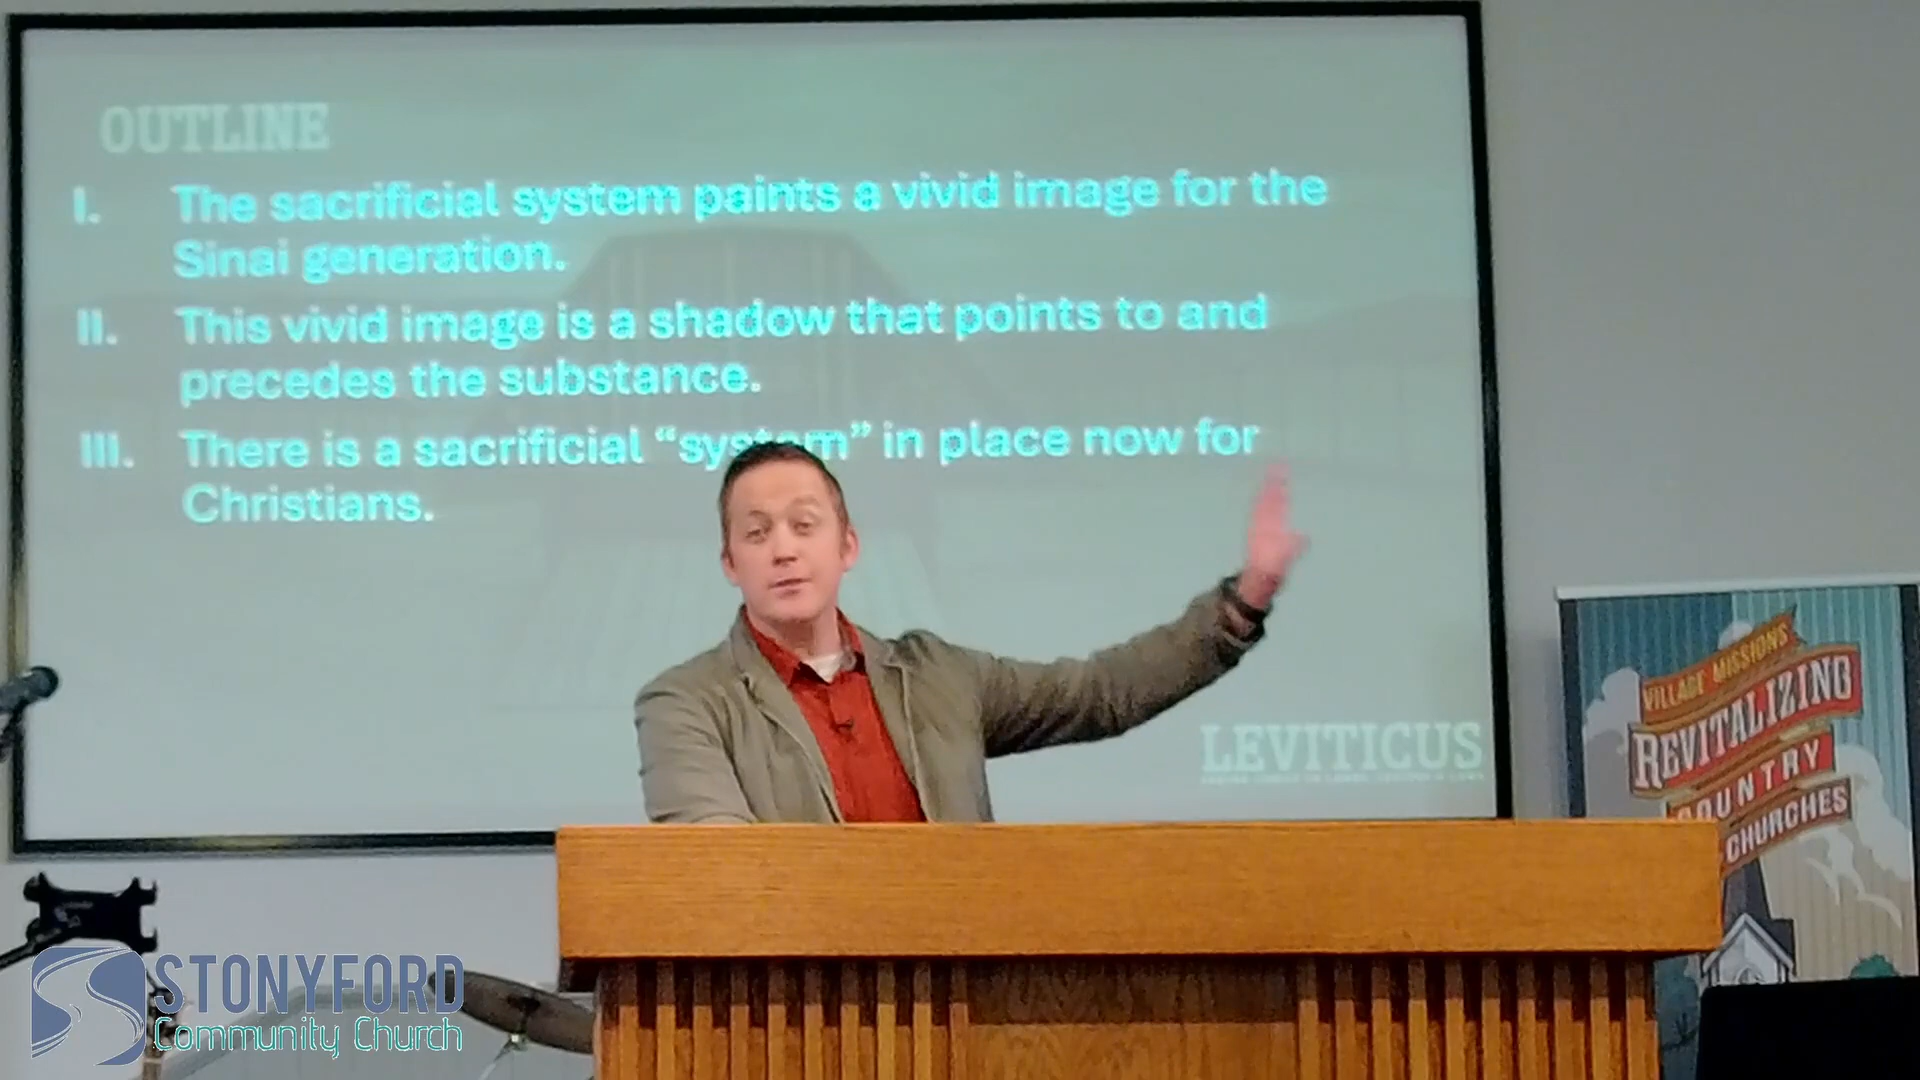 OUTLINE
I. The sacrificial system paints a vivid image for the
Sinai generation.
II. This vivid image is a shadow that points to and
precedes the substance.
III. There is a sacrificial “system” in place now for
Christians.
LEVITICUS
VILLAGE MISSIONS
REVITALIZING
COUNTRY
CHURCHES
STONYFORD
Community Church